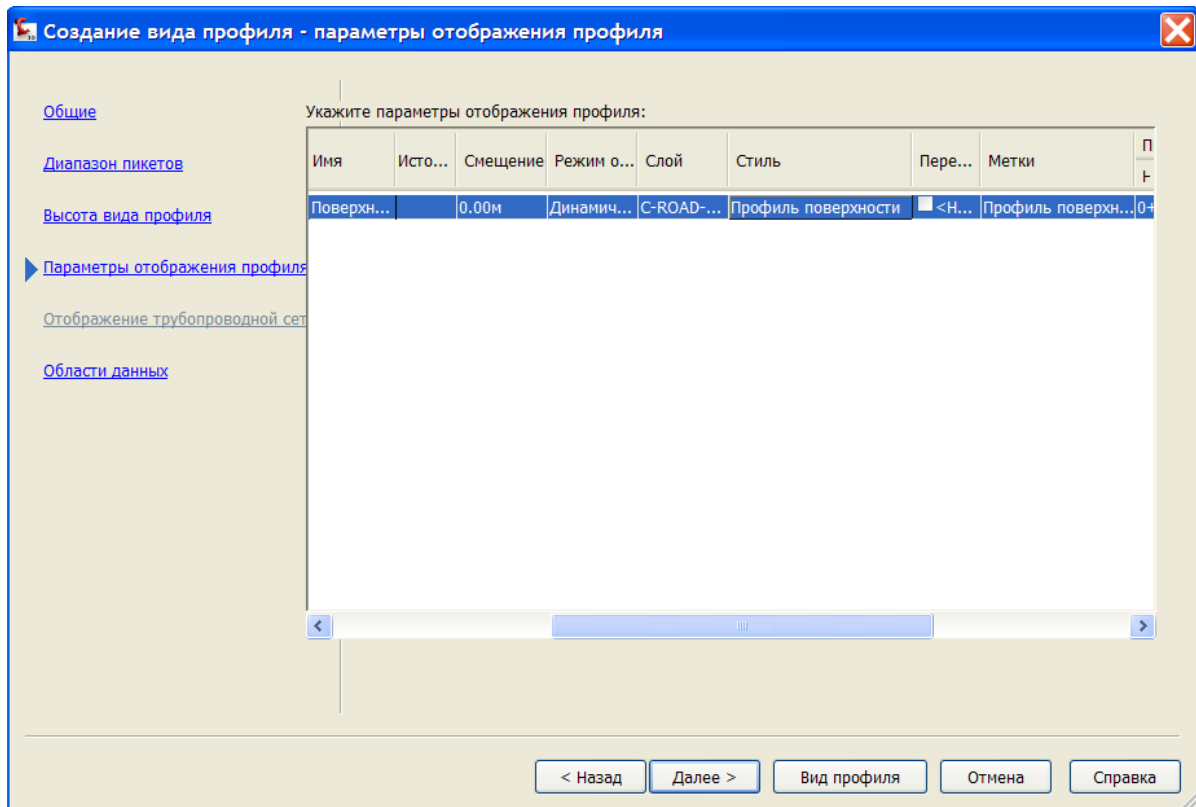 Создание вида профиля - параметры отображения профиля
Общие
Диапазон пикетов
Высота вида профиля
Параметры отображения профиля
Отображение трубопроводной сет
Области данных
Укажите параметры отображения профиля:
Имя Исто... Смещение Режим о... Слой Стиль Пере... Метки П
Н
Поверхн... 0.00м Динамич... C-ROAD-... Профиль поверхности <Н... Профиль поверхн... 0+
< Назад Далее > Вид профиля Отмена Справка